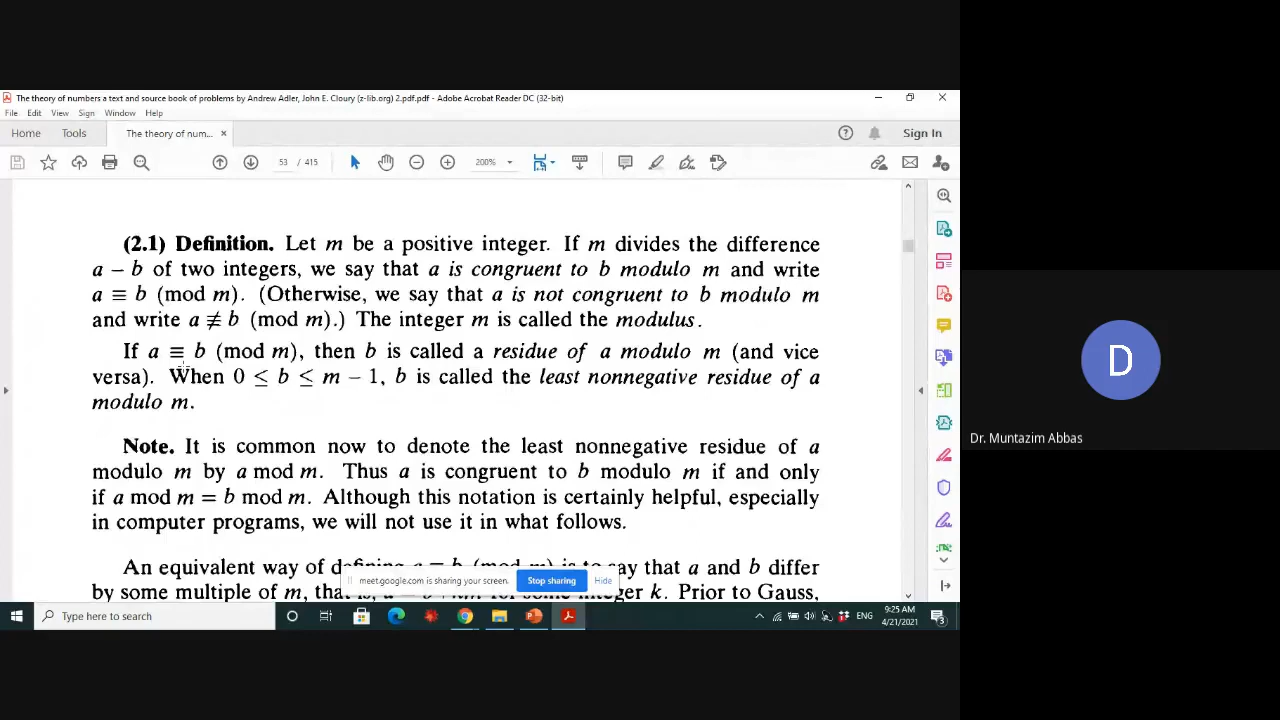 The theory of numbers a text and source book of problems by Andrew Adler, John E. Cloury (z-lib.org) 2.pdf.pdf - Adobe Acrobat Reader DC (32-bit)
File Edit View Sign Window Help
Home Tools The theory of num... × Sign In
53 / 415 200%
(2.1) Definition. Let m be a positive integer. If m divides the difference
a − b of two integers, we say that a is congruent to b modulo m and write
a ≡ b (mod m). (Otherwise, we say that a is not congruent to b modulo m
and write a ≢ b (mod m).) The integer m is called the modulus.
If a ≡ b (mod m), then b is called a residue of a modulo m (and vice
versa). When 0 ≤ b ≤ m − 1, b is called the least nonnegative residue of a
modulo m.
Note. It is common now to denote the least nonnegative residue of a
modulo m by a mod m. Thus a is congruent to b modulo m if and only
if a mod m = b mod m. Although this notation is certainly helpful, especially
in computer programs, we will not use it in what follows.
An equivalent way of defining a ≡ b (mod m) is to say that a and b differ
by some multiple of m, that is, for some integer k. Prior to Gauss,
meet.google.com is sharing your screen. Stop sharing Hide
Type here to search
ENG 9:25 AM
4/21/2021
3
D
Dr. Muntazim Abbas